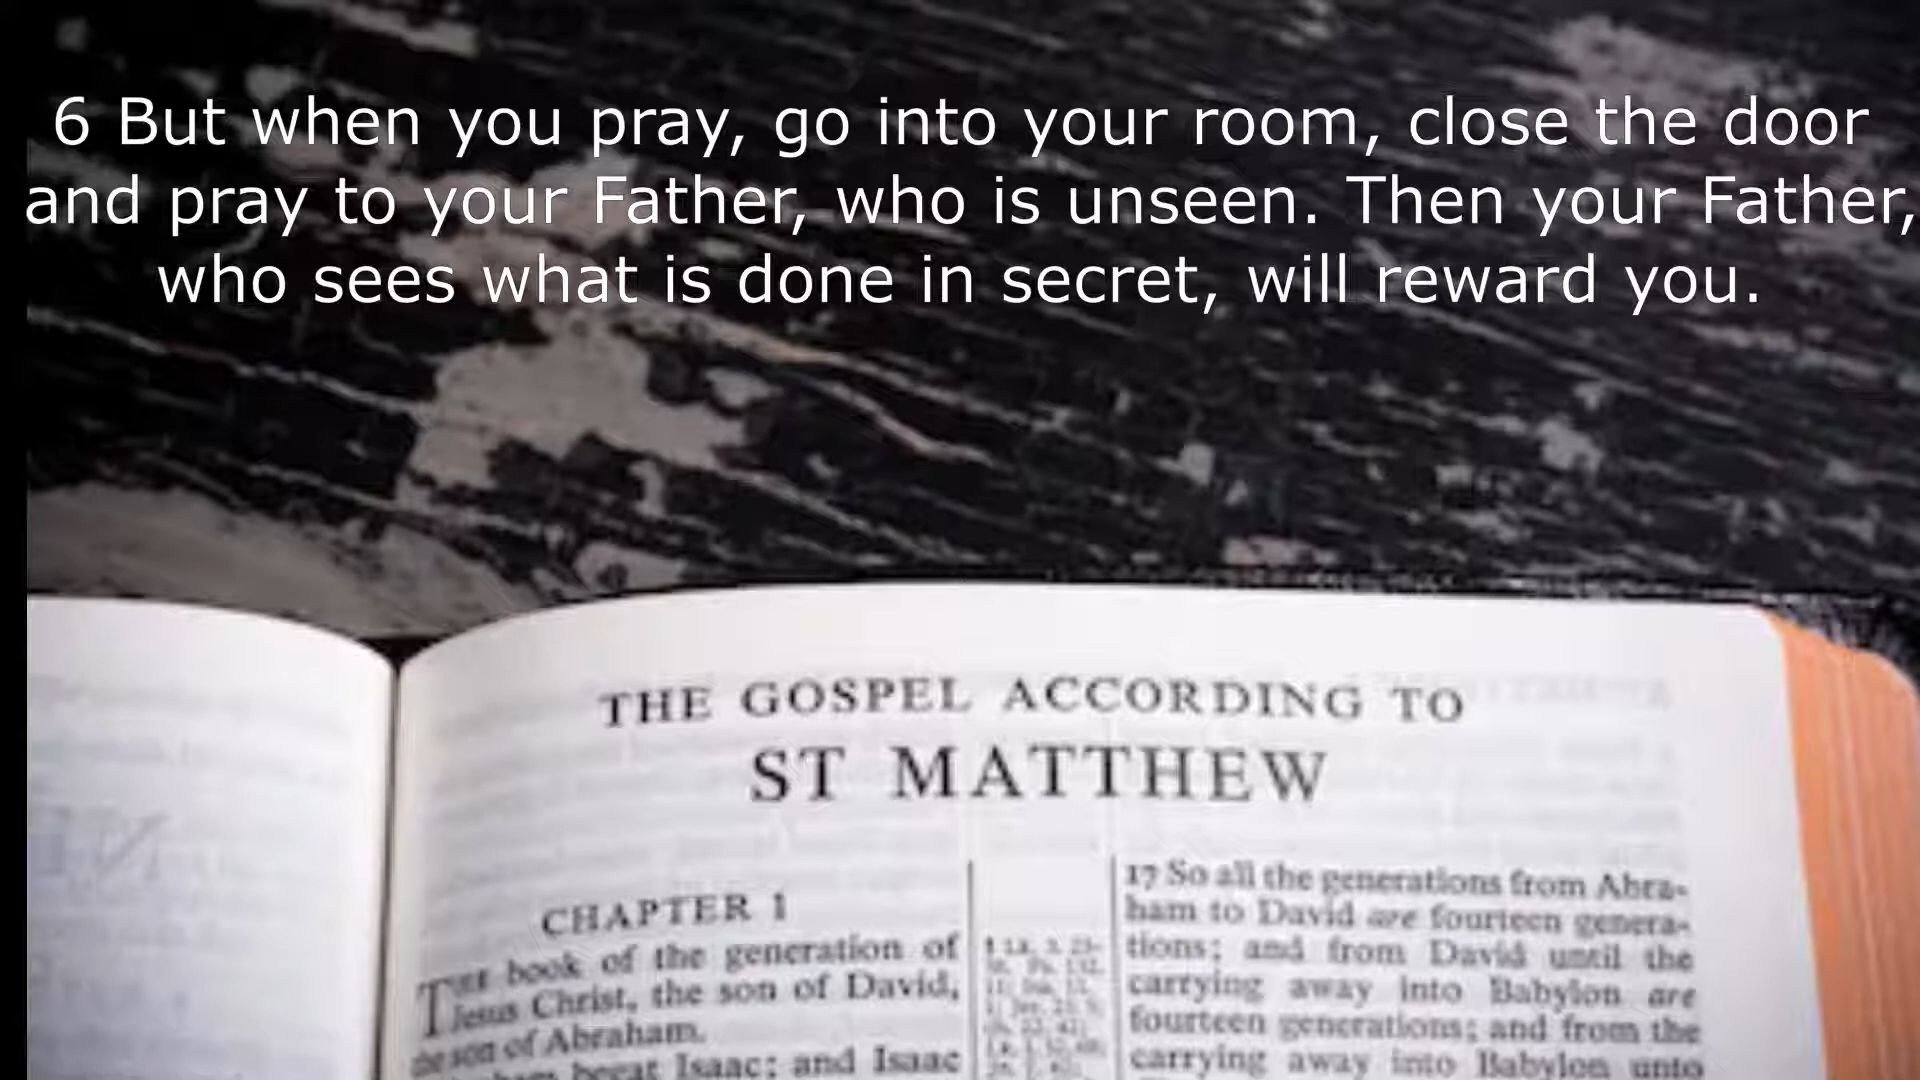 6 But when you pray, go into your room, close the door
and pray to your Father, who is unseen. Then your Father,
who sees what is done in secret, will reward you.
THE GOSPEL ACCORDING TO
ST MATTHEW
CHAPTER 1
THE book of the generation of
Jesus Christ, the son of David,
the son of Abraham.
begat Isaac; and Isaac
17 So all the generations from Abra-
ham to David are fourteen genera-
tions; and from David until the
carrying away into Babylon are
fourteen generations; and from the
carrying away into Babylon unto